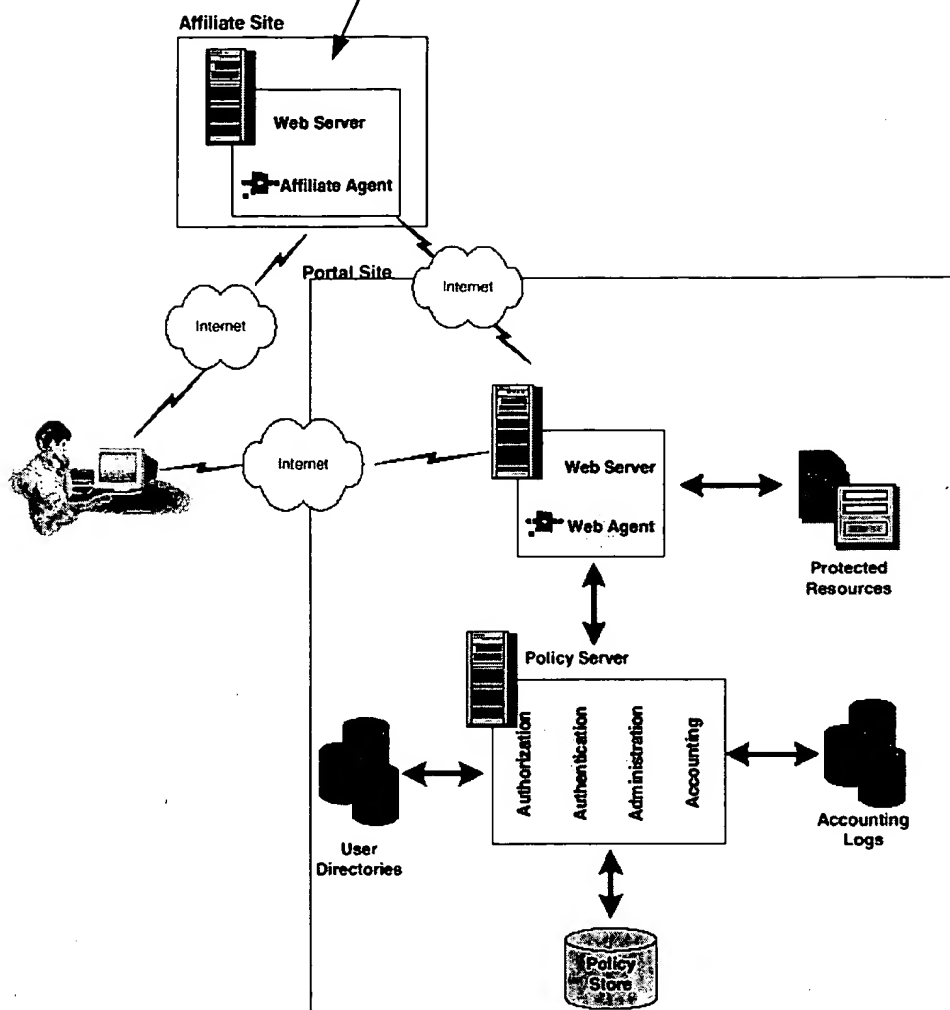 Affiliate Site
Web Server
Affiliate Agent
Portal Site
Internet
Internet
Internet
Web Server
Web Agent
Protected
Resources
Policy Server
Authorization
Authentication
Administration
Accounting
User
Directories
Accounting
Logs
Policy
Store